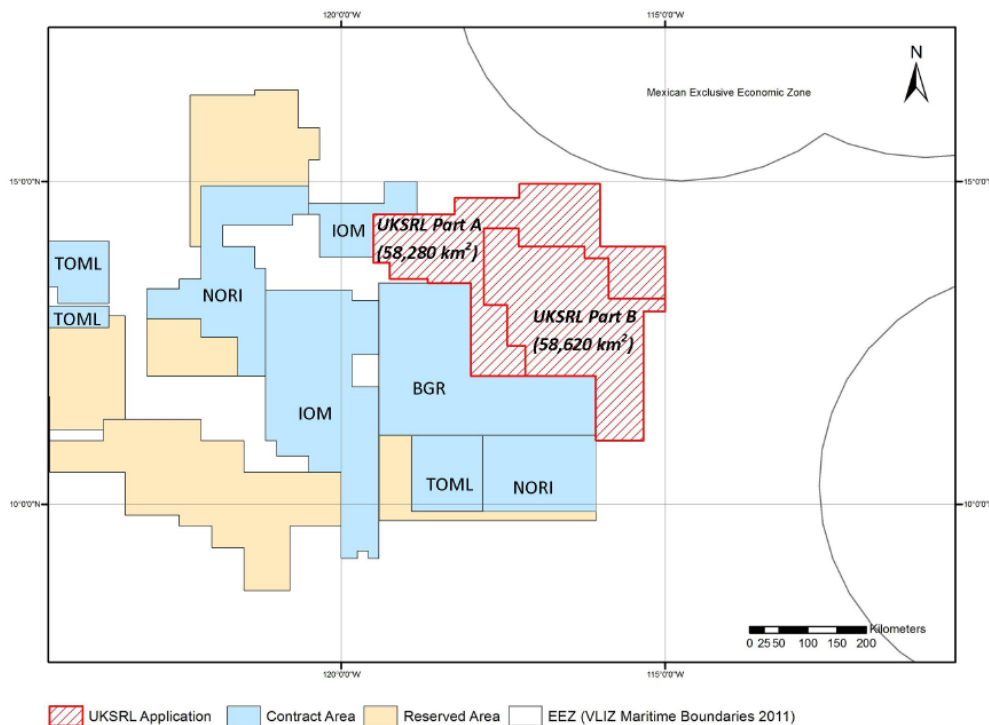 120°0'0"W
115°0'0"W
N
Mexican Exclusive Economic Zone
15°0'0"N
15°0'0"N
UKSRL Part A
(58,280 km²)
IOM
TOML
NORI
TOML
UKSRL Part B
(58,620 km²)
BGR
IOM
TOML
NORI
10°0'0"N
10°0'0"N
Kilometers
0 25 50 100 150 200
120°0'0"W
115°0'0"W
UKSRL Application
Contract Area
Reserved Area
EEZ (VLIZ Maritime Boundaries 2011)